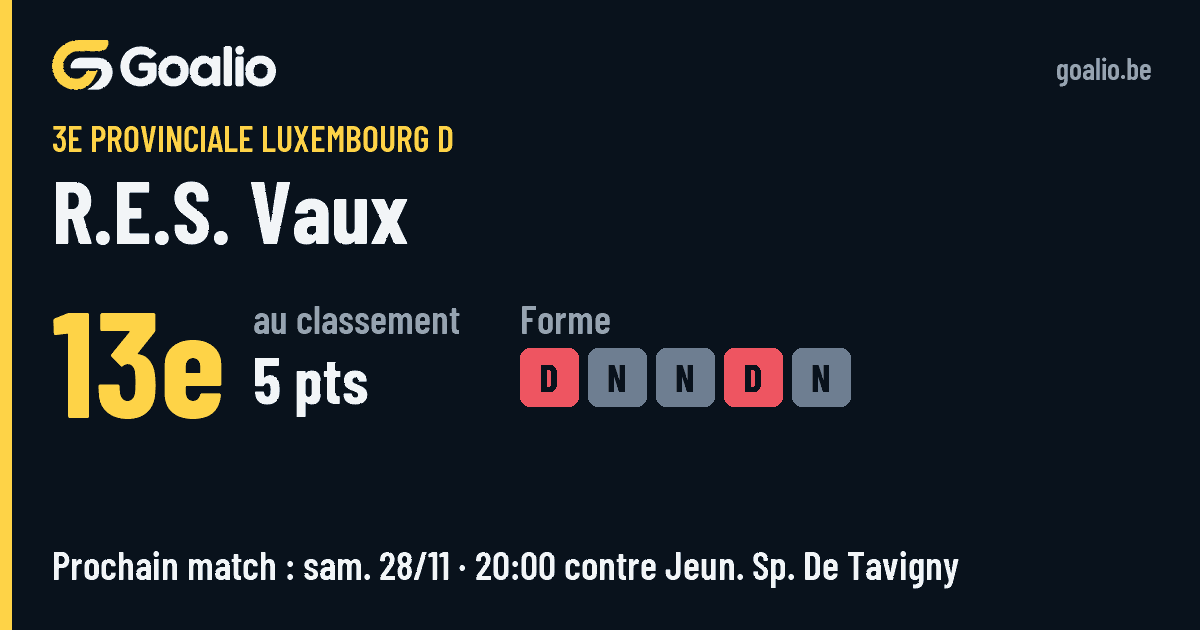 Goalio
goalio.be
3E PROVINCIALE LUXEMBOURG D
R.E.S. Vaux
13e
au classement
5 pts
Forme
D N N D N
Prochain match : sam. 28/11 · 20:00 contre Jeun. Sp. De Tavigny